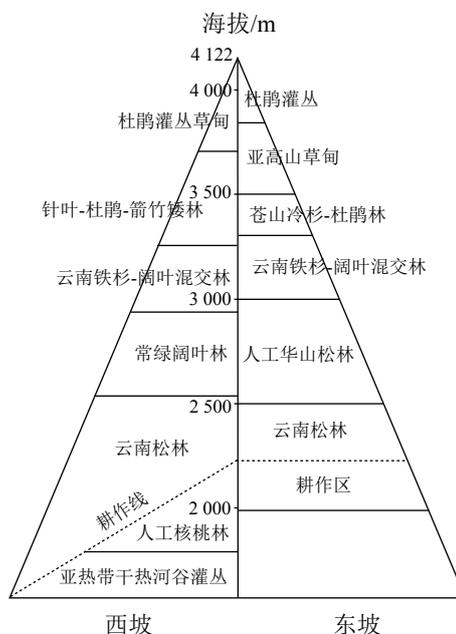 海拔/m
4 122
4 000
杜鹃灌丛
杜鹃灌丛草甸
亚高山草甸
3 500
针叶-杜鹃-箭竹矮林
苍山冷杉-杜鹃林
云南铁杉-阔叶混交林
云南铁杉-阔叶混交林
3 000
常绿阔叶林
人工华山松林
2 500
云南松林
云南松林
耕作区
耕作线
2 000
人工核桃林
亚热带干热河谷灌丛
西坡
东坡